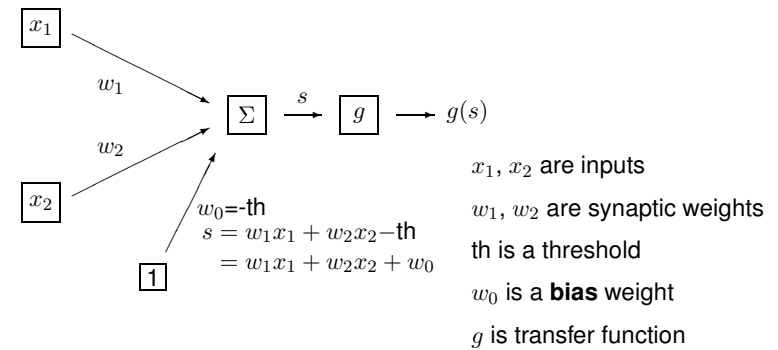 x₁
w₁
Σ s g g(s)
w₂
x₂
w₀=-th
s = w₁x₁ + w₂x₂−th
= w₁x₁ + w₂x₂ + w₀
1
x₁, x₂ are inputs
w₁, w₂ are synaptic weights
th is a threshold
w₀ is a bias weight
g is transfer function